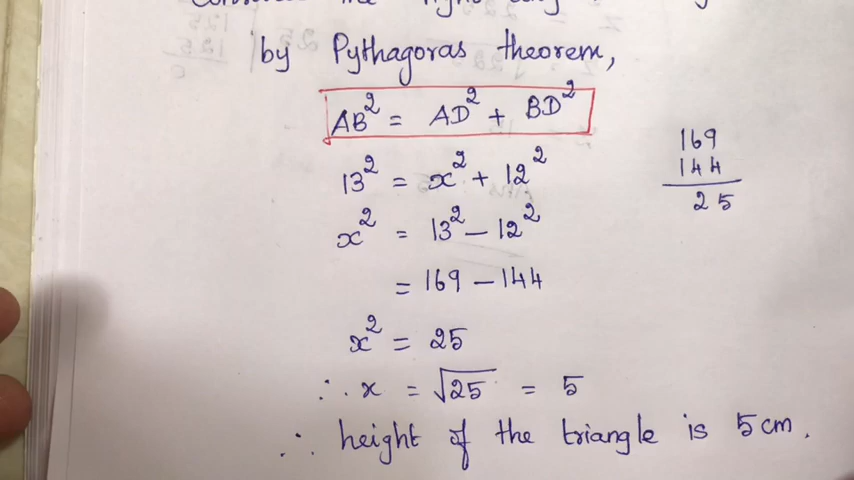 by Pythagoras theorem,
AB² = AD² + BD²
13² = x² + 12²
x² = 13² - 12²
= 169 - 144
x² = 25
∴ x = √25 = 5
∴ height of the triangle is 5 cm.
169
144
25